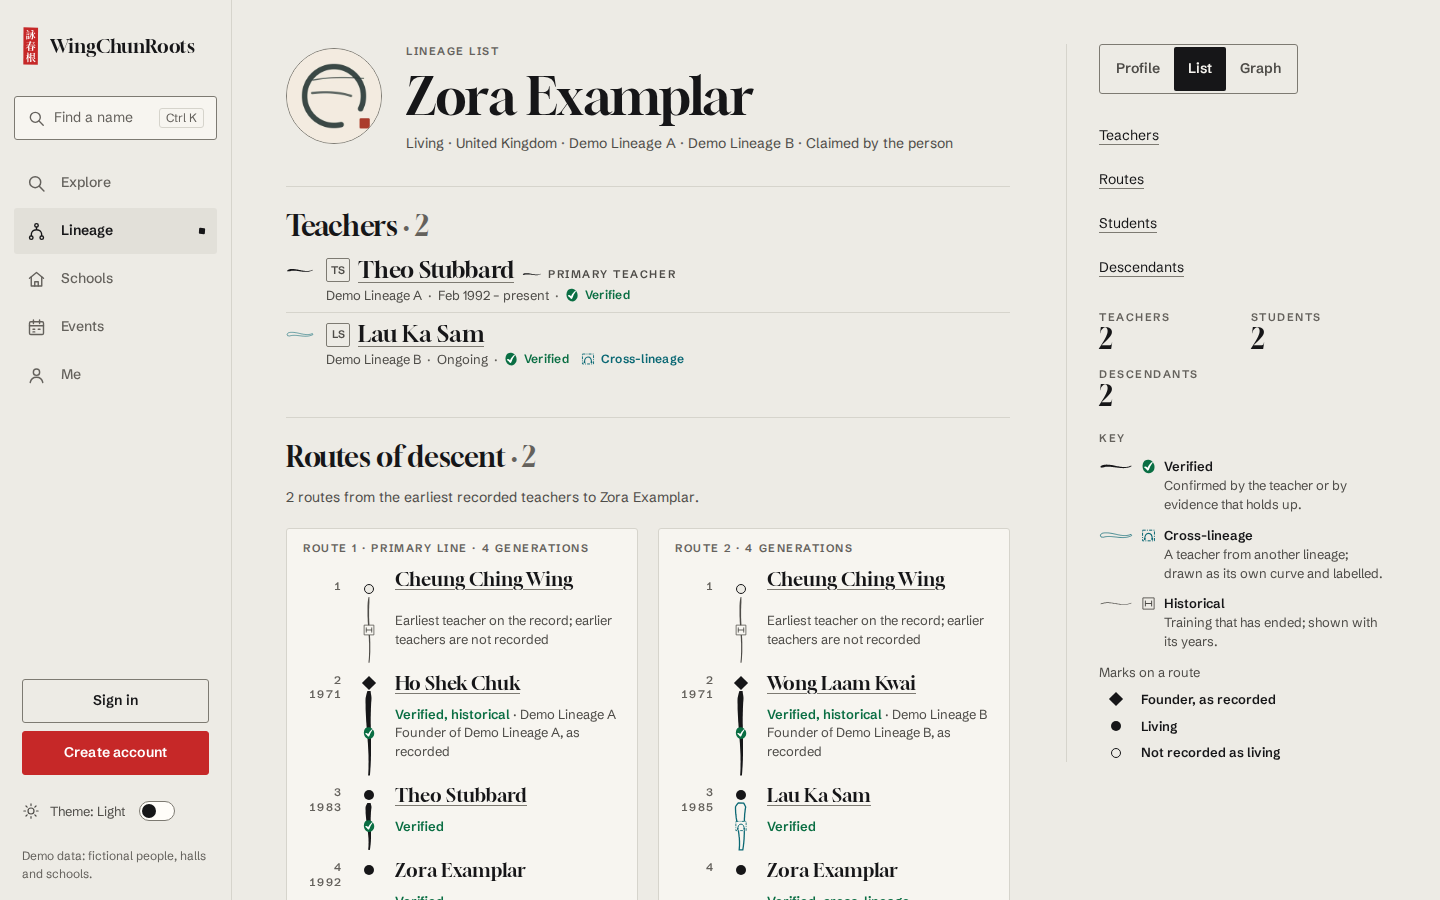 詠春根
WingChunRoots
Find a name
Ctrl K
Explore
Lineage
Schools
Events
Me
Sign in
Create account
Theme: Light
Demo data: fictional people, halls
and schools.
LINEAGE LIST
Zora Examplar
Living · United Kingdom · Demo Lineage A · Demo Lineage B · Claimed by the person
Teachers · 2
TS Theo Stubbard PRIMARY TEACHER
Demo Lineage A · Feb 1992 – present · Verified
LS Lau Ka Sam
Demo Lineage B · Ongoing · Verified Cross-lineage
Routes of descent · 2
2 routes from the earliest recorded teachers to Zora Examplar.
ROUTE 1 · PRIMARY LINE · 4 GENERATIONS
1 Cheung Ching Wing
Earliest teacher on the record; earlier
teachers are not recorded
2 Ho Shek Chuk
1971
Verified, historical · Demo Lineage A
Founder of Demo Lineage A, as
recorded
3 Theo Stubbard
1983
Verified
4 Zora Examplar
1992
Verified
ROUTE 2 · 4 GENERATIONS
1 Cheung Ching Wing
Earliest teacher on the record; earlier
teachers are not recorded
2 Wong Laam Kwai
1971
Verified, historical · Demo Lineage B
Founder of Demo Lineage B, as
recorded
3 Lau Ka Sam
1985
Verified
4 Zora Examplar
Verified, cross-lineage
Profile
List
Graph
Teachers
Routes
Students
Descendants
TEACHERS
2
STUDENTS
2
DESCENDANTS
2
KEY
Verified
Confirmed by the teacher or by
evidence that holds up.
Cross-lineage
A teacher from another lineage;
drawn as its own curve and labelled.
Historical
Training that has ended; shown with
its years.
Marks on a route
Founder, as recorded
Living
Not recorded as living